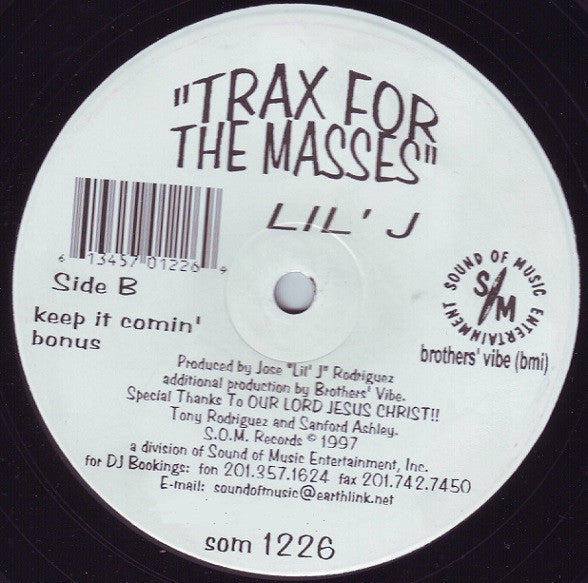 "TRAX FOR
THE MASSES"
LIL' J
6 13457 01226 9
Side B
keep it comin'
bonus
SOUND OF MUSIC ENTERTAINMENT
S/M
brothers' vibe (bmi)
Produced by Jose "Lil' J" Rodriguez
additional production by Brothers' Vibe.
Special Thanks To OUR LORD JESUS CHRIST!!
Tony Rodriguez and Sanford Ashley.
S.O.M. Records © 1997
a division of Sound of Music Entertainment, Inc.
for DJ Bookings: fon 201.357.1624 fax 201.742.7450
E-mail: soundofmusic@earthlink.net
som 1226